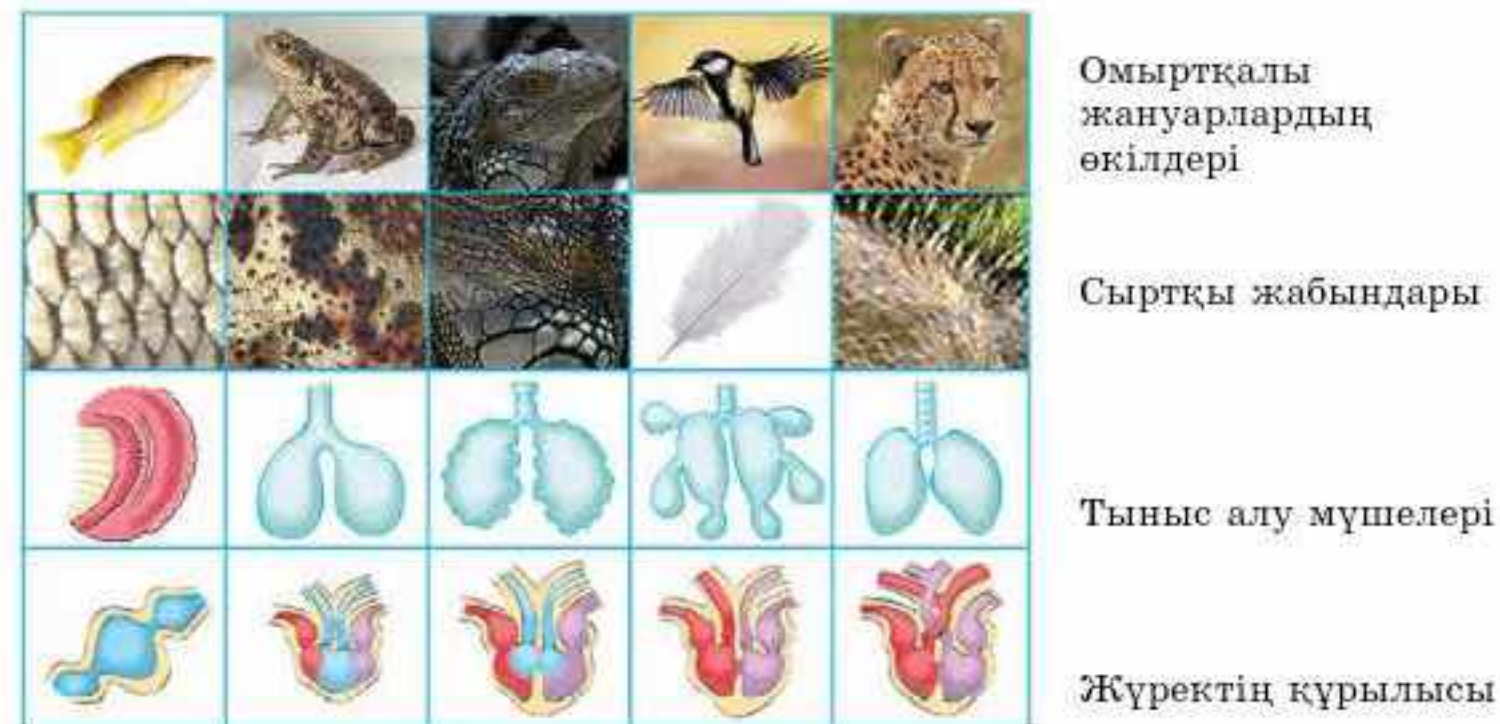 Омыртқалы
жануарлардың
өкілдері
Сыртқы жабындары
Тыныс алу мүшелері
Жүректің құрылысы